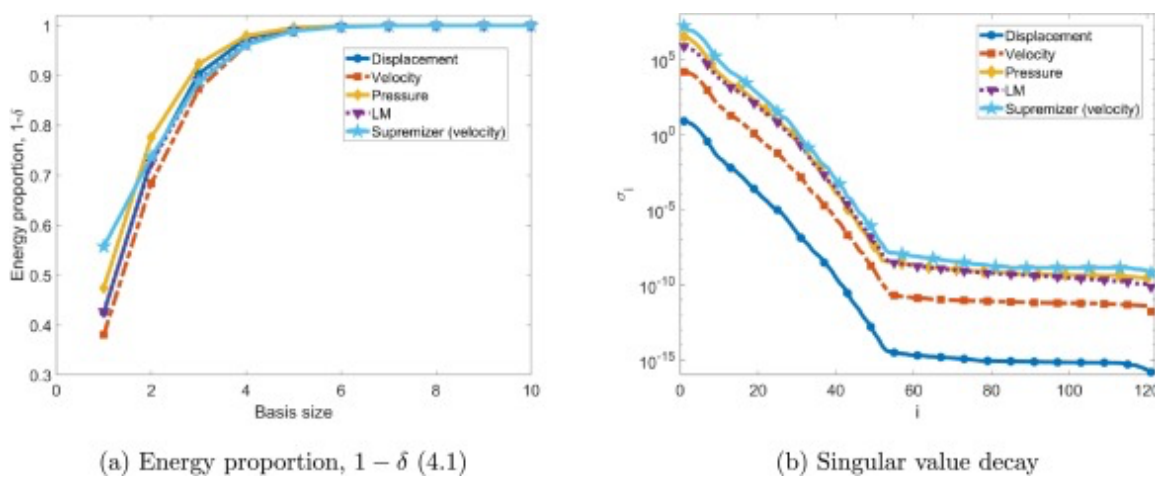 1
0.9
0.8
0.7
0.6
0.5
0.4
0.3
0 2 4 6 8 10
Energy proportion, 1-δ
Basis size
Displacement
Velocity
Pressure
LM
Supremizer (velocity)
(a) Energy proportion, 1 − δ (4.1)
10^5
10^0
10^-5
10^-10
10^-15
0 20 40 60 80 100 120
σ_i
i
Displacement
Velocity
Pressure
LM
Supremizer (velocity)
(b) Singular value decay